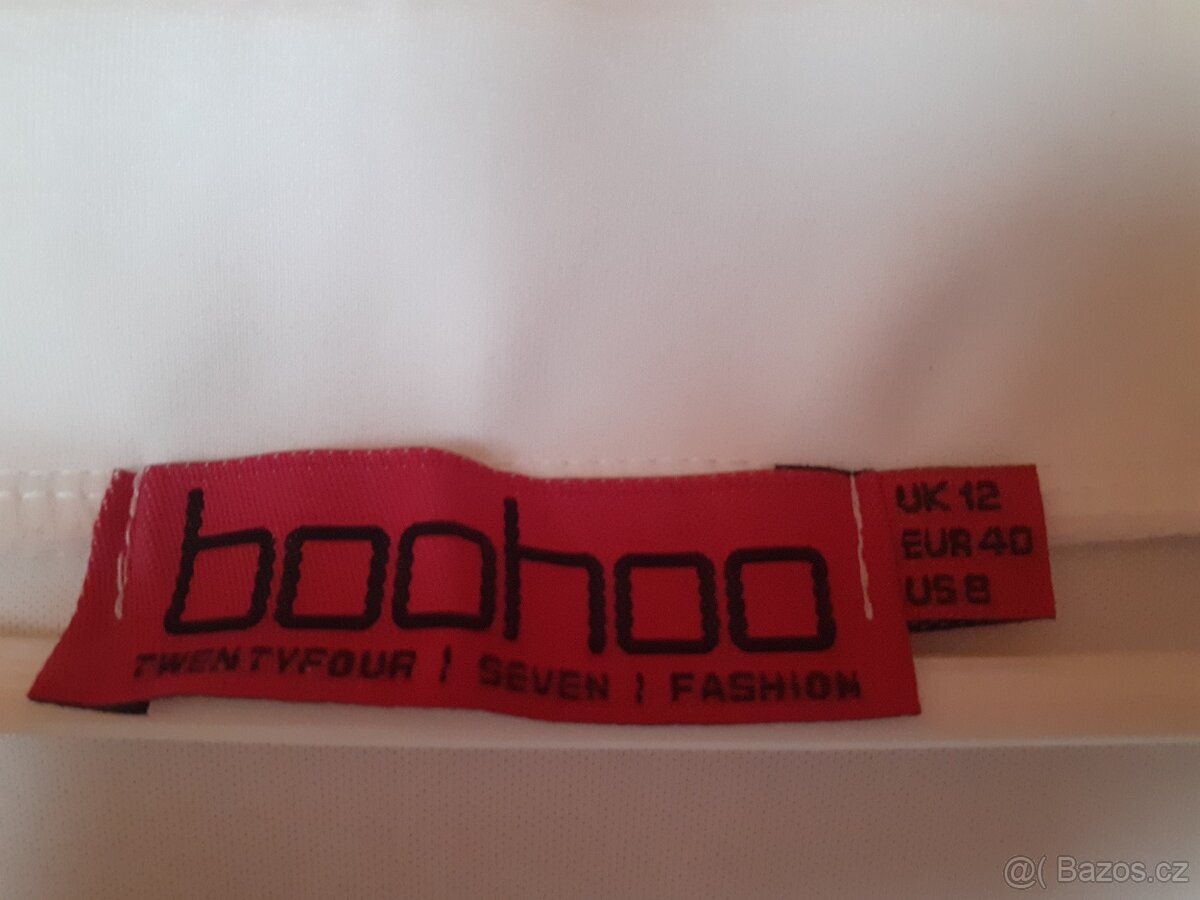 boohoo
TWENTYFOUR | SEVEN | FASHION
UK 12
EUR 40
US 8
@( Bazos.cz